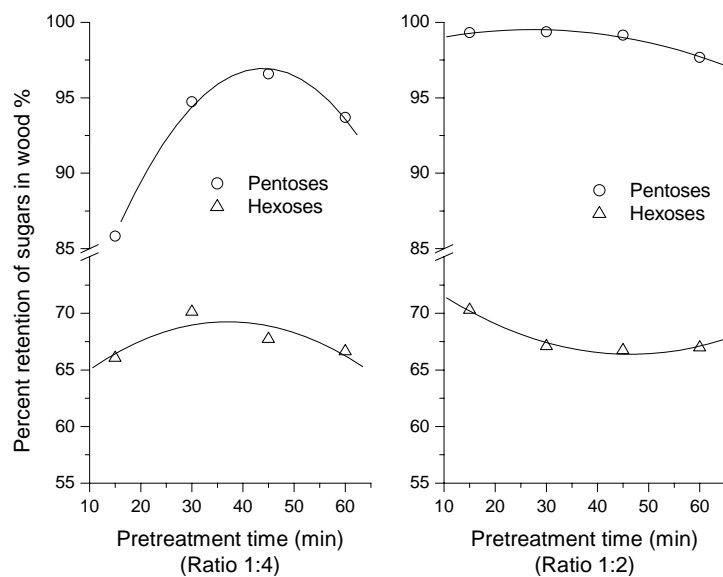 Percent retention of sugars in wood %
100
95
90
85
70
65
60
55
Pentoses
Hexoses
10 20 30 40 50 60
Pretreatment time (min)
(Ratio 1:4)
100
95
90
85
70
65
60
55
Pentoses
Hexoses
10 20 30 40 50 60
Pretreatment time (min)
(Ratio 1:2)